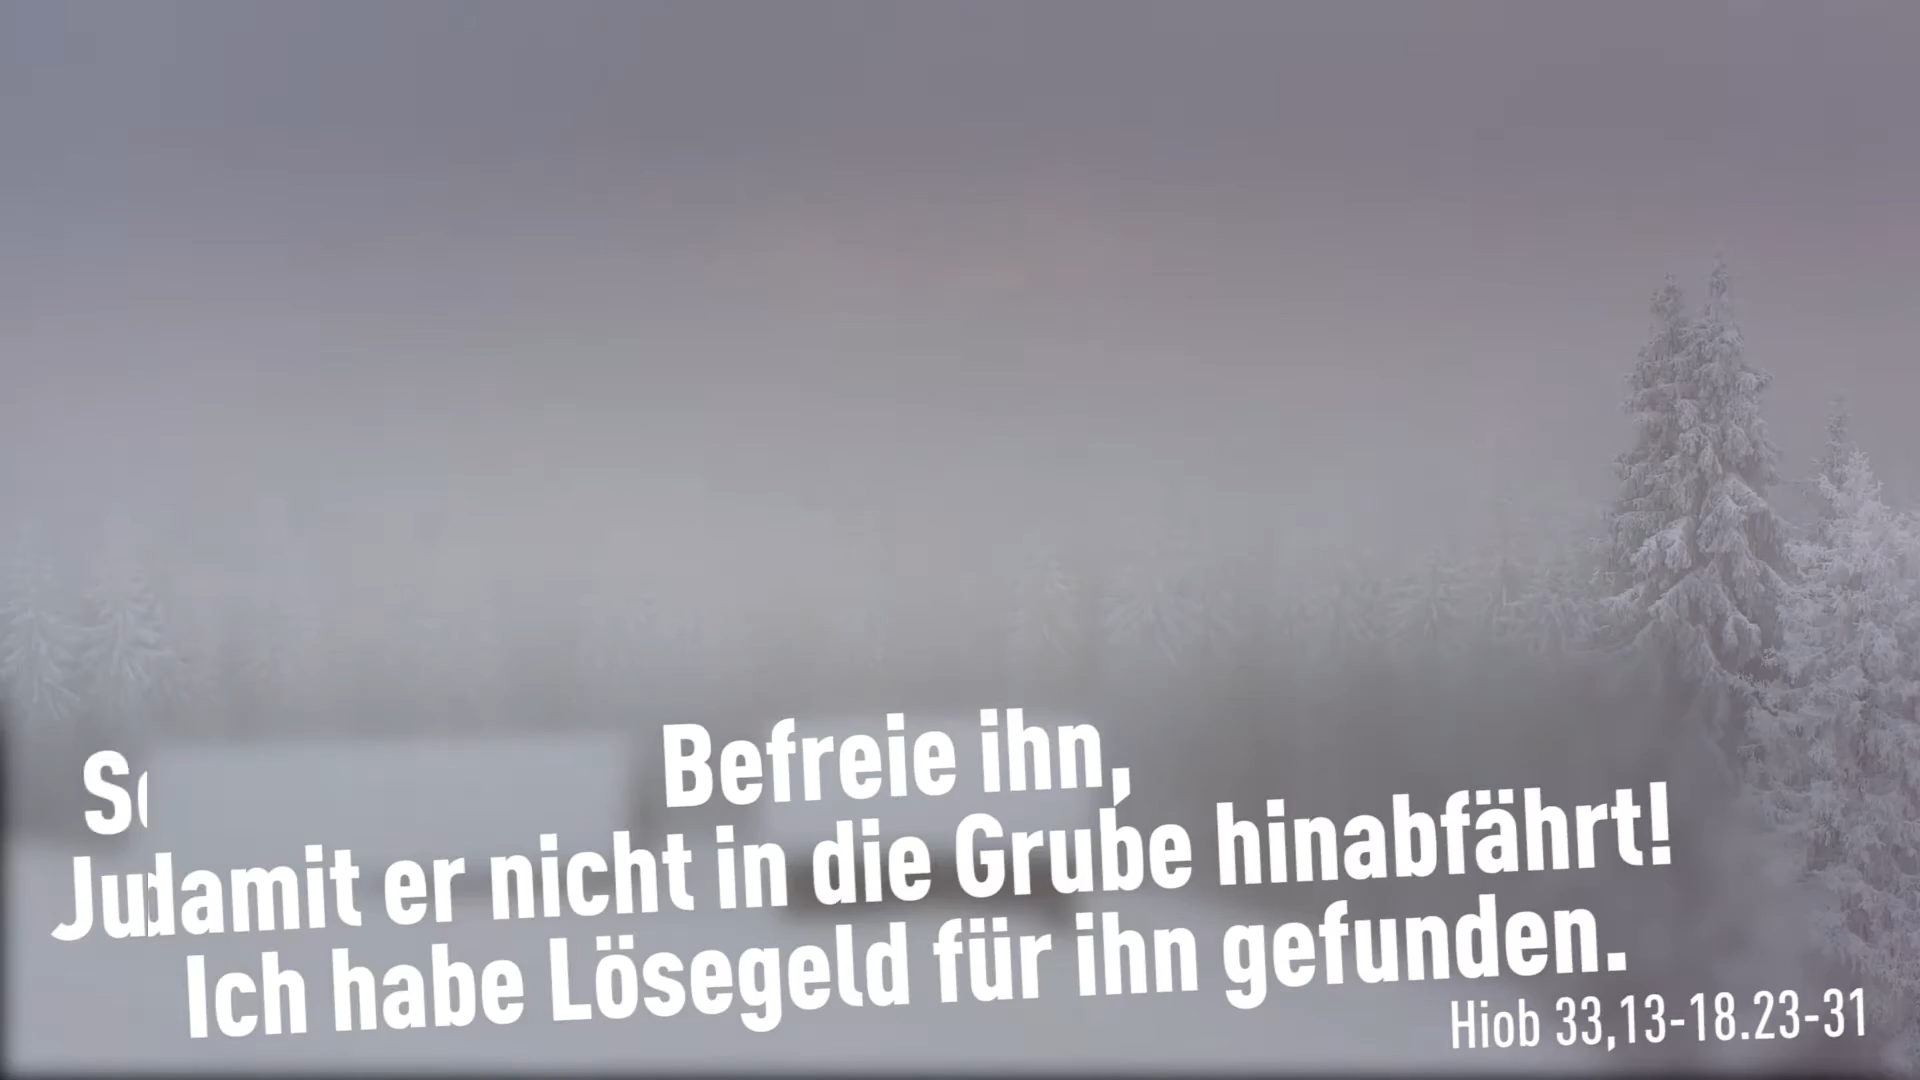 Befreie ihn,
damit er nicht in die Grube hinabfährt!
Ich habe Lösegeld für ihn gefunden.
Hiob 33,13-18.23-31